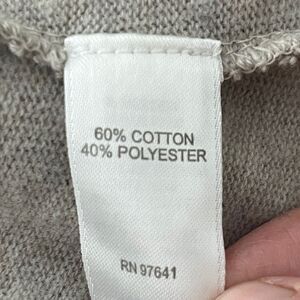 60% COTTON
40% POLYESTER
RN 97641